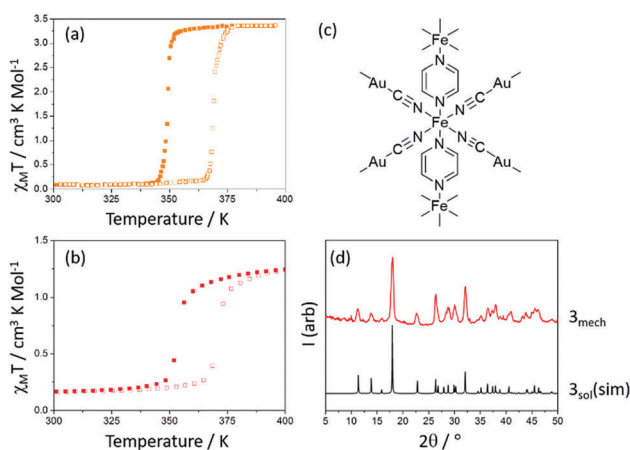 (a)
χMT / cm³ K Mol⁻¹
3.5
3.0
2.5
2.0
1.5
1.0
0.5
0.0
300 325 350 375 400
Temperature / K
(b)
χMT / cm³ K Mol⁻¹
1.5
1.0
0.5
0.0
300 325 350 375 400
Temperature / K
(c)
Fe
N
Au C N N C Au
N
Fe
Au C N N C Au
N
N
Fe
(d)
I (arb)
3mech
3sol(sim)
5 10 15 20 25 30 35 40 45 50
2θ / °